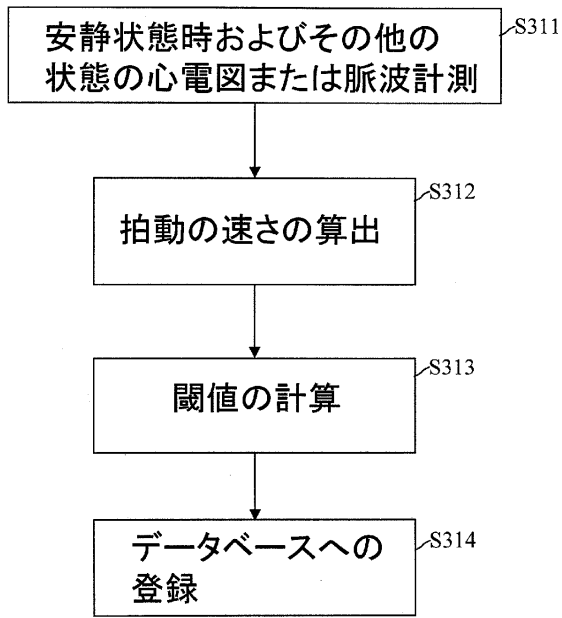 安静状態時およびその他の
状態の心電図または脈波計測
S311
拍動の速さの算出
S312
閾値の計算
S313
データベースへの
登録
S314